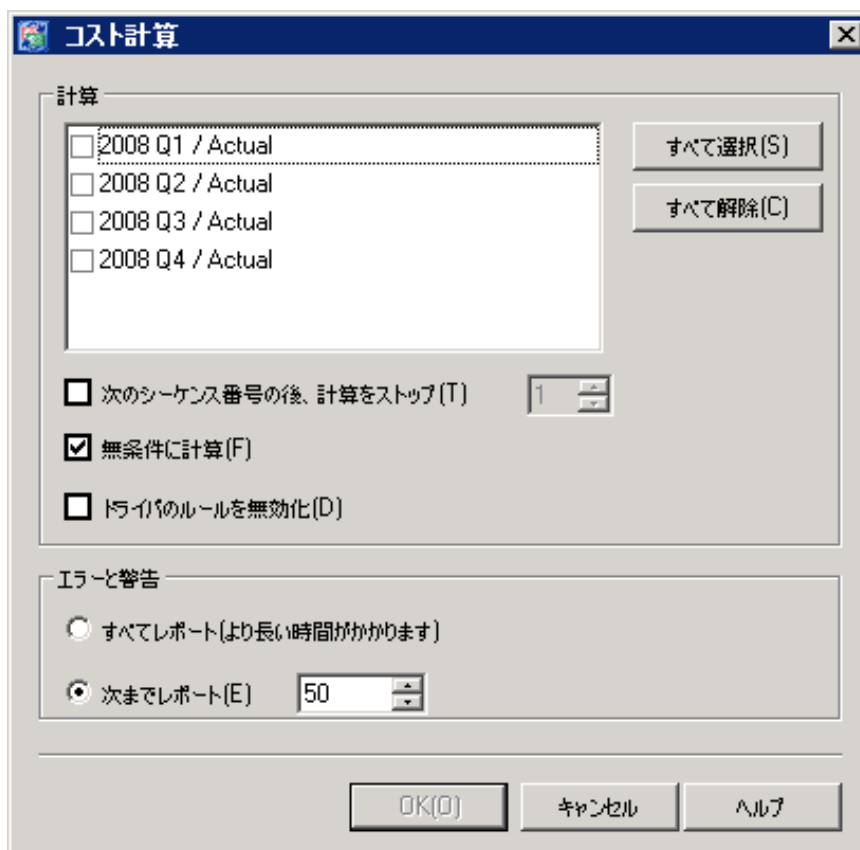 コスト計算
計算
2008 Q1 / Actual
すべて選択(S)
2008 Q2 / Actual
すべて解除(C)
2008 Q3 / Actual
2008 Q4 / Actual
次のシーケンス番号の後、計算をストップ(T) 1
無条件に計算(F)
ドライバのルールを無効化(D)
エラーと警告
すべてレポート(より長い時間がかかります)
次までレポート(E) 50
OK(O) キャンセル ヘルプ